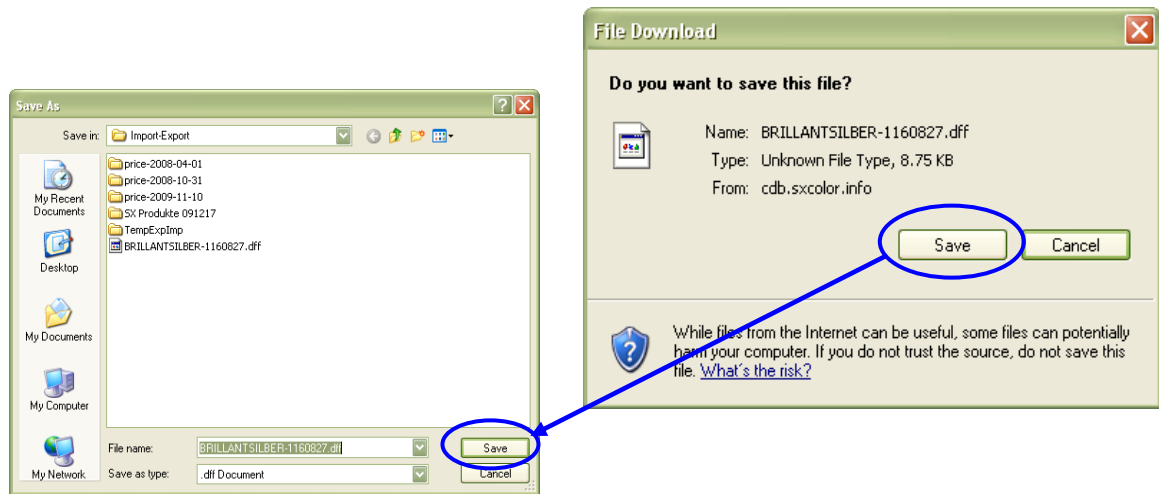 File Download
Do you want to save this file?
Name: BRILLANTSILBER-1160827.dff
Type: Unknown File Type, 8.75 KB
From: cdb.sxcolor.info
Save Cancel
While files from the Internet can be useful, some files can potentially
harm your computer. If you do not trust the source, do not save this
file. What's the risk?
Save As
Save in: Import-Export
My Recent
Documents
Desktop
My Documents
My Computer
My Network
price-2008-04-01
price-2008-10-31
price-2009-11-10
SX Produkte 091217
TempExpImp
BRILLANTSILBER-1160827.dff
File name: BRILLANTSILBER-1160827.dff Save
Save as type: .dff Document Cancel